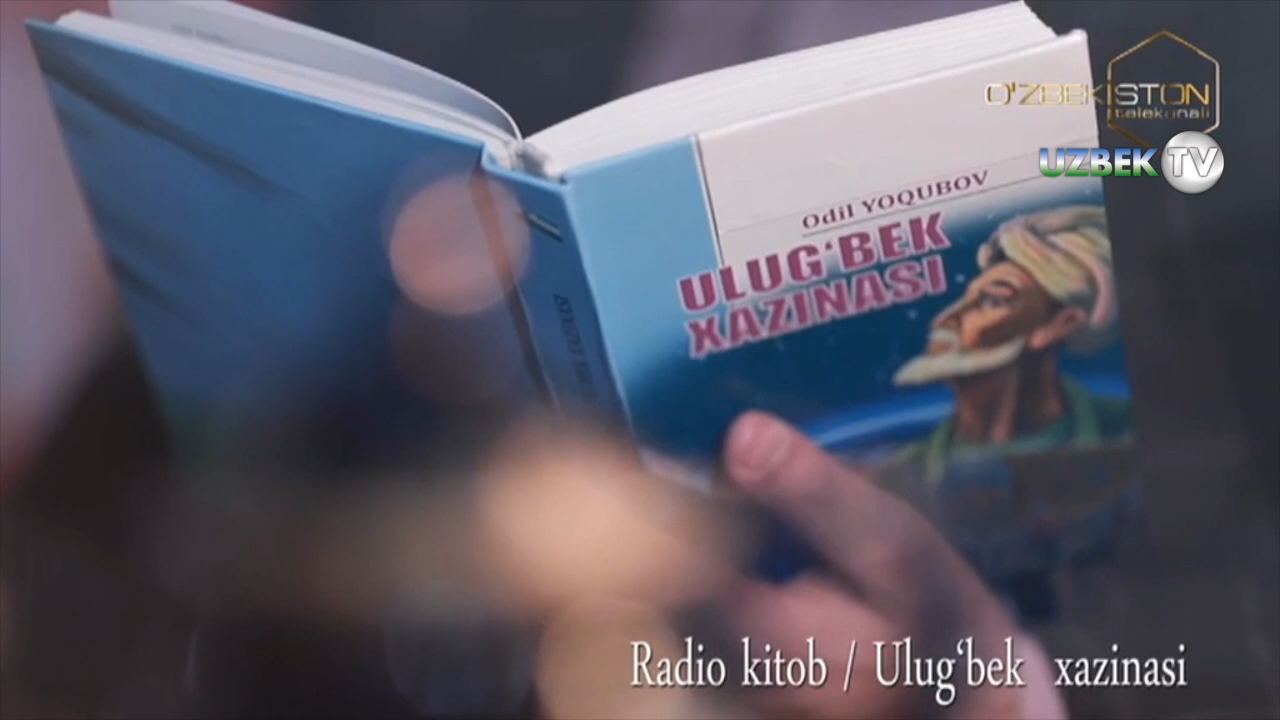 O'ZBEKISTON
telekanali
UZBEK TV
Odil YOQUBOV
ULUG‘BEK
XAZINASI
Radio kitob / Ulug‘bek xazinasi